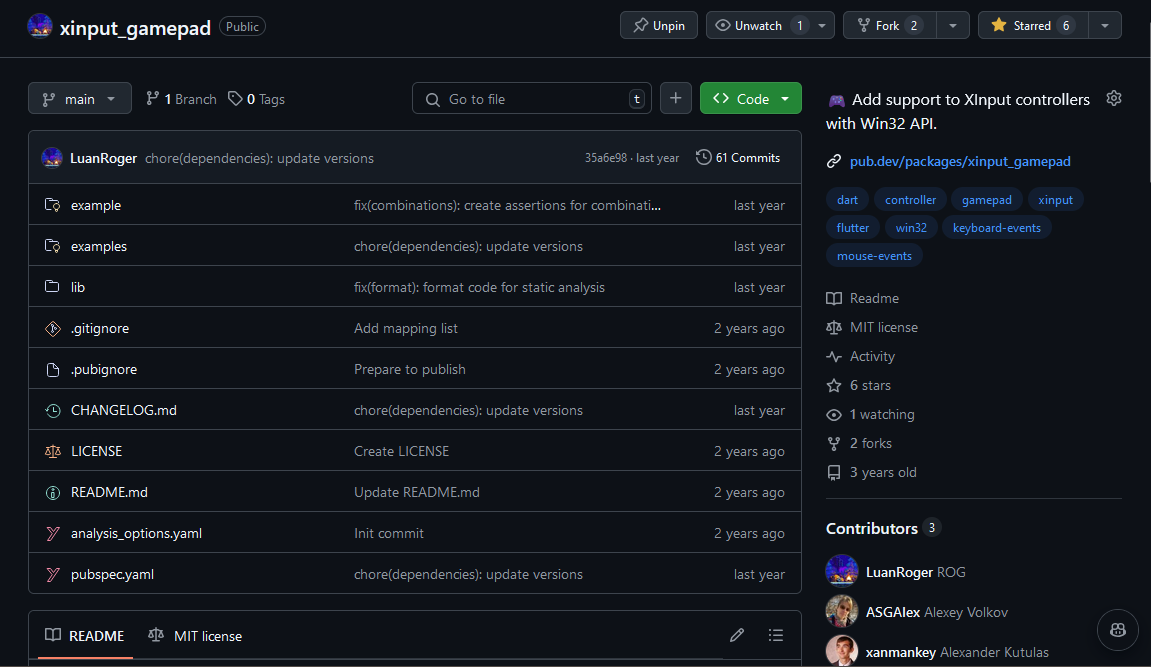 xinput_gamepad Public Unpin Unwatch 1 Fork 2 Starred 6
main 1 Branch 0 Tags Go to file t Code
LuanRoger chore(dependencies): update versions 35a6e98 · last year 61 Commits
example fix(combinations): create assertions for combinati... last year
examples chore(dependencies): update versions last year
lib fix(format): format code for static analysis last year
.gitignore Add mapping list 2 years ago
.pubignore Prepare to publish 2 years ago
CHANGELOG.md chore(dependencies): update versions last year
LICENSE Create LICENSE 2 years ago
README.md Update README.md 2 years ago
analysis_options.yaml Init commit 2 years ago
pubspec.yaml chore(dependencies): update versions last year
README MIT license
Add support to XInput controllers
with Win32 API.
pub.dev/packages/xinput_gamepad
dart controller gamepad xinput
flutter win32 keyboard-events
mouse-events
Readme
MIT license
Activity
6 stars
1 watching
2 forks
3 years old
Contributors 3
LuanRoger ROG
ASGAlex Alexey Volkov
xanmankey Alexander Kutulas